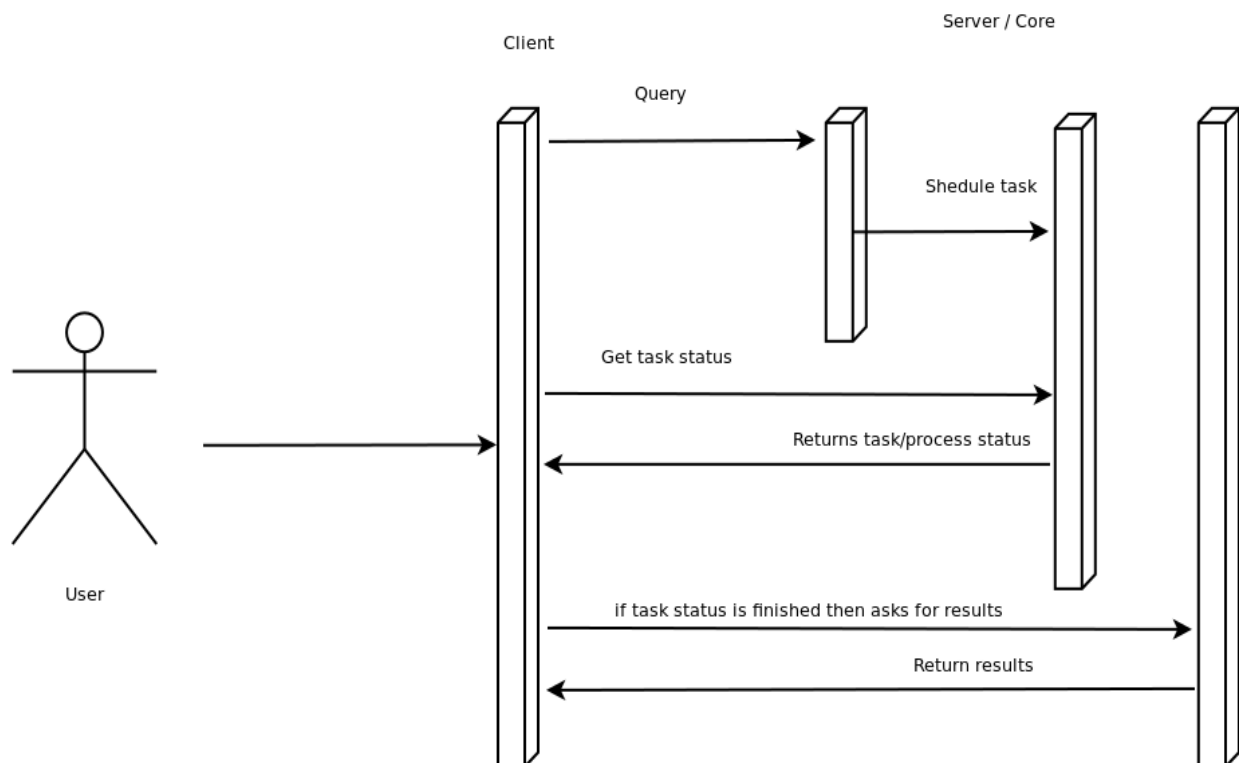 Server / Core
Client
Query
Shedule task
Get task status
Returns task/process status
User
if task status is finished then asks for results
Return results